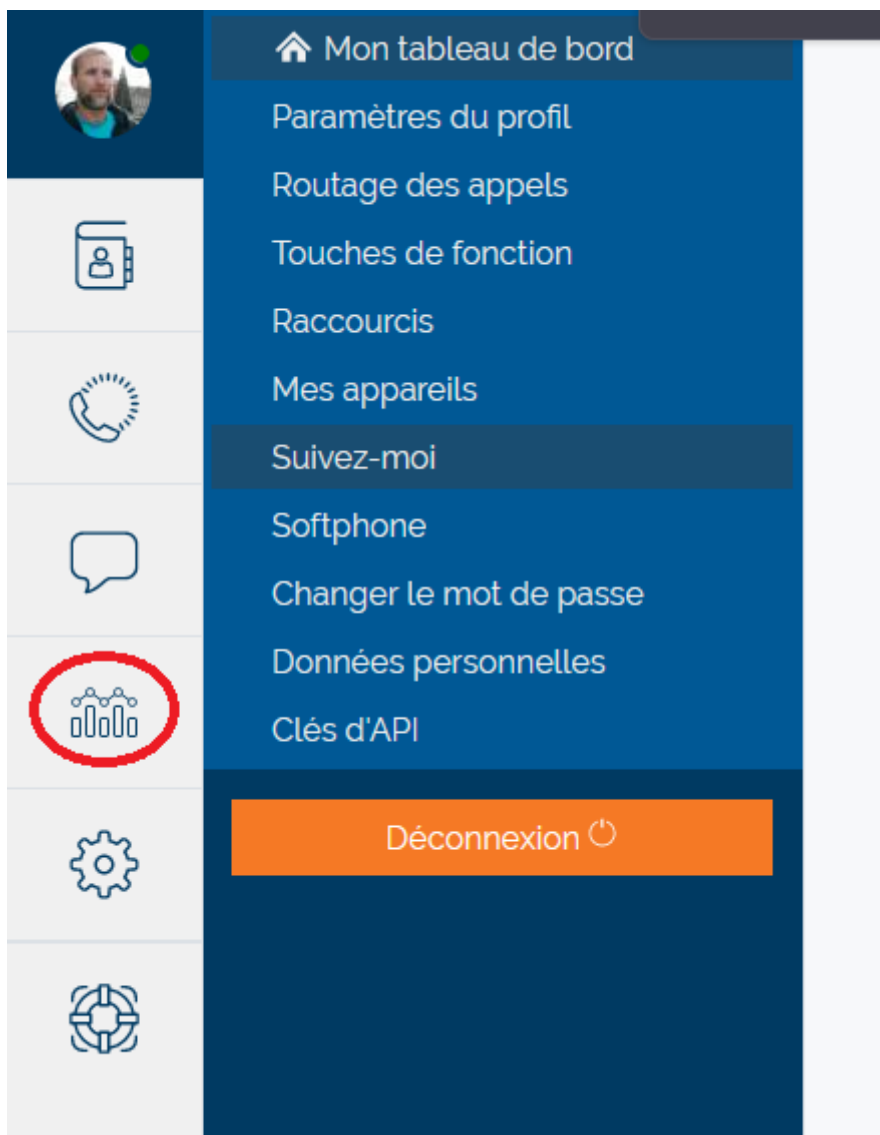 Mon tableau de bord
Paramètres du profil
Routage des appels
Touches de fonction
Raccourcis
Mes appareils
Suivez-moi
Softphone
Changer le mot de passe
Données personnelles
Clés d'API
Déconnexion